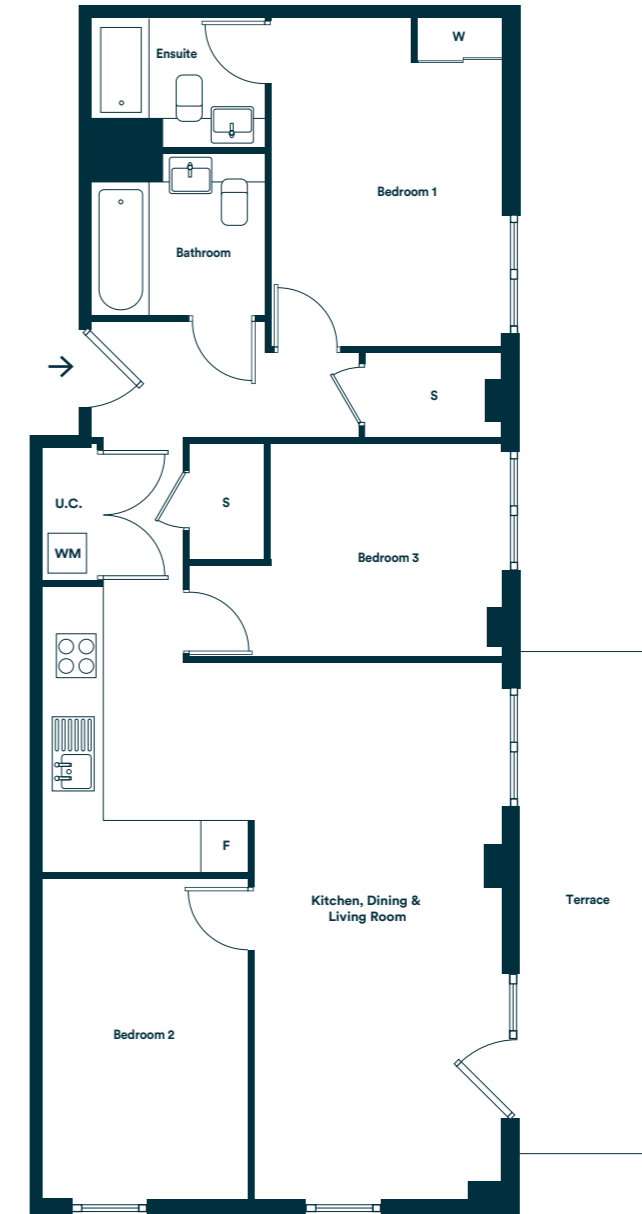 Ensuite
W
Bedroom 1
Bathroom
→
S
U.C.
S
WM
Bedroom 3
F
Kitchen, Dining &
Living Room
Terrace
Bedroom 2